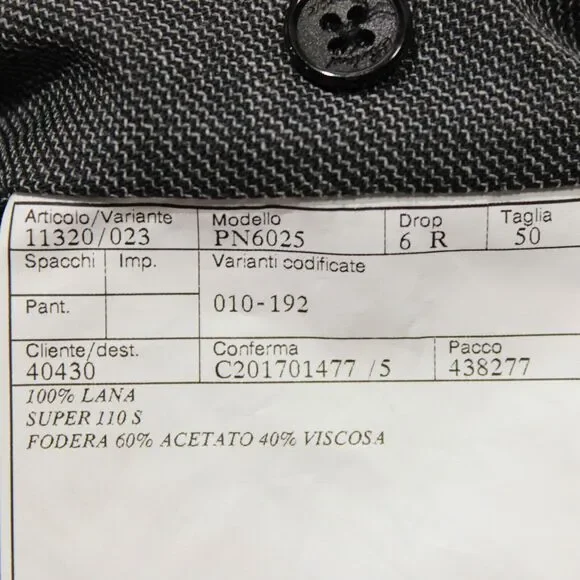 Articolo/Variante Modello Drop Taglia
11320/023 PN6025 6 R 50
Spacchi Imp. Varianti codificate
Pant. 010-192
Cliente/dest. Conferma Pacco
40430 C201701477 /5 438277
100% LANA
SUPER 110 S
FODERA 60% ACETATO 40% VISCOSA